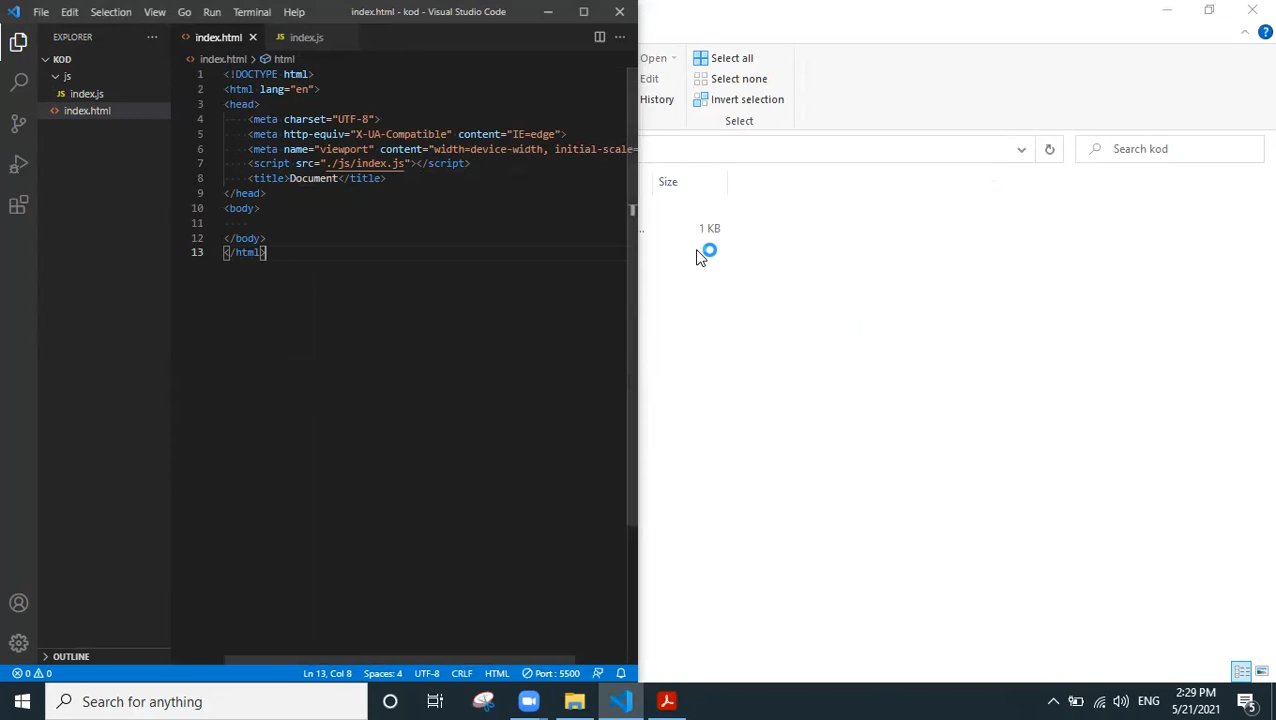 File Edit Selection View Go Run Terminal Help index.html - kod - Visual Studio Code
EXPLORER
KOD
js
JS index.js
index.html
OUTLINE
index.html
JS index.js
index.html html
1 <!DOCTYPE html>
2 <html lang="en">
3 <head>
4 <meta charset="UTF-8">
5 <meta http-equiv="X-UA-Compatible" content="IE=edge">
6 <meta name="viewport" content="width=device-width, initial-scale=
7 <script src="./js/index.js"></script>
8 <title>Document</title>
9 </head>
10 <body>
11
12 </body>
13 </html>
0 0 Ln 13, Col 8 Spaces: 4 UTF-8 CRLF HTML Port : 5500
Open Select all
Edit Select none
History Invert selection
Select
Search kod
Size
.. 1 KB
Search for anything
ENG
2:29 PM
5/21/2021
5